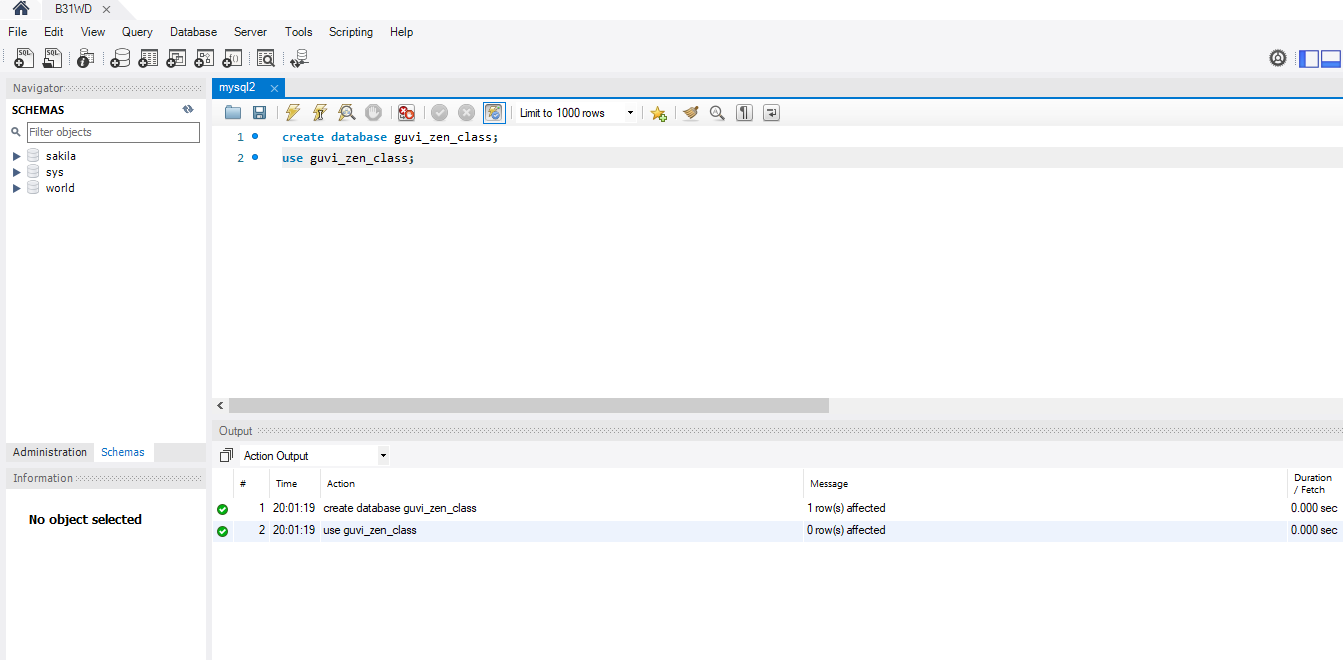 B31WD
File Edit View Query Database Server Tools Scripting Help
Navigator
SCHEMAS
Filter objects
sakila
sys
world
Administration Schemas
Information
No object selected
mysql2
Limit to 1000 rows
1 create database guvi_zen_class;
2 use guvi_zen_class;
Output
Action Output
# Time Action Message Duration / Fetch
1 20:01:19 create database guvi_zen_class 1 row(s) affected 0.000 sec
2 20:01:19 use guvi_zen_class 0 row(s) affected 0.000 sec